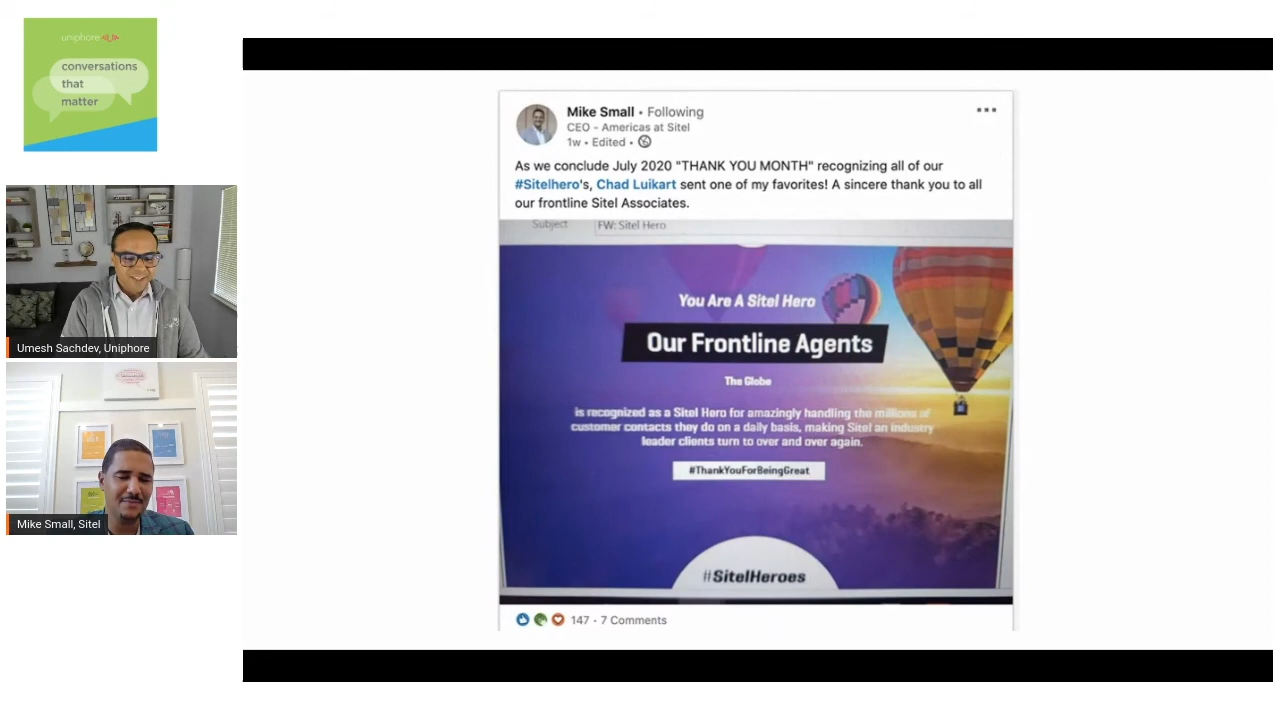 uniphore
conversations
that
matter
Umesh Sachdev, Uniphore
Mike Small, Sitel
Mike Small • Following
CEO – Americas at Sitel
1w • Edited •
As we conclude July 2020 "THANK YOU MONTH" recognizing all of our
#Sitelhero's, Chad Luikart sent one of my favorites! A sincere thank you to all
our frontline Sitel Associates.
Subject FW: Sitel Hero
You Are A Sitel Hero
Our Frontline Agents
The Globe
is recognized as a Sitel Hero for amazingly handling the millions of
customer contacts they do on a daily basis, making Sitel an industry
leader clients turn to over and over again.
#ThankYouForBeingGreat
#SitelHeroes
147 · 7 Comments